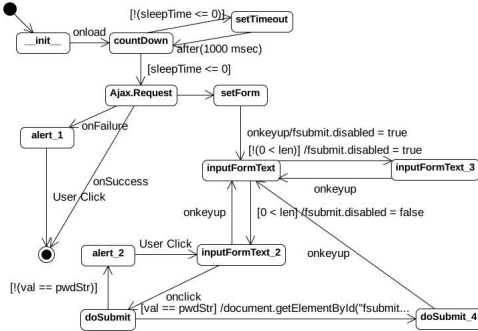 [!(sleepTime <= 0)]
setTimeout
onload
__init__
countDown
after(1000 msec)
[sleepTime <= 0]
Ajax.Request
setForm
onFailure
alert_1
onkeyup/fsubmit.disabled = true
[!(0 < len)] /fsubmit.disabled = true
inputFormText
inputFormText_3
onSuccess
User Click
onkeyup
onkeyup
[0 < len] /fsubmit.disabled = false
User Click
alert_2
inputFormText_2
onkeyup
[!(val == pwdStr)]
onclick
[val == pwdStr] /document.getElementById("fsubmit...
doSubmit
doSubmit_4